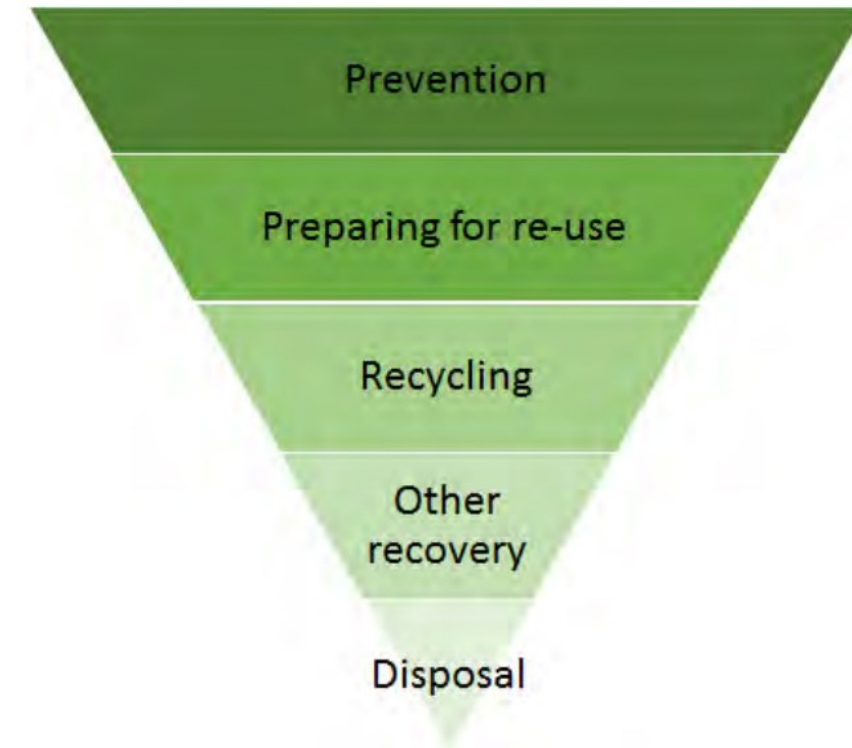 Prevention
Preparing for re-use
Recycling
Other
recovery
Disposal